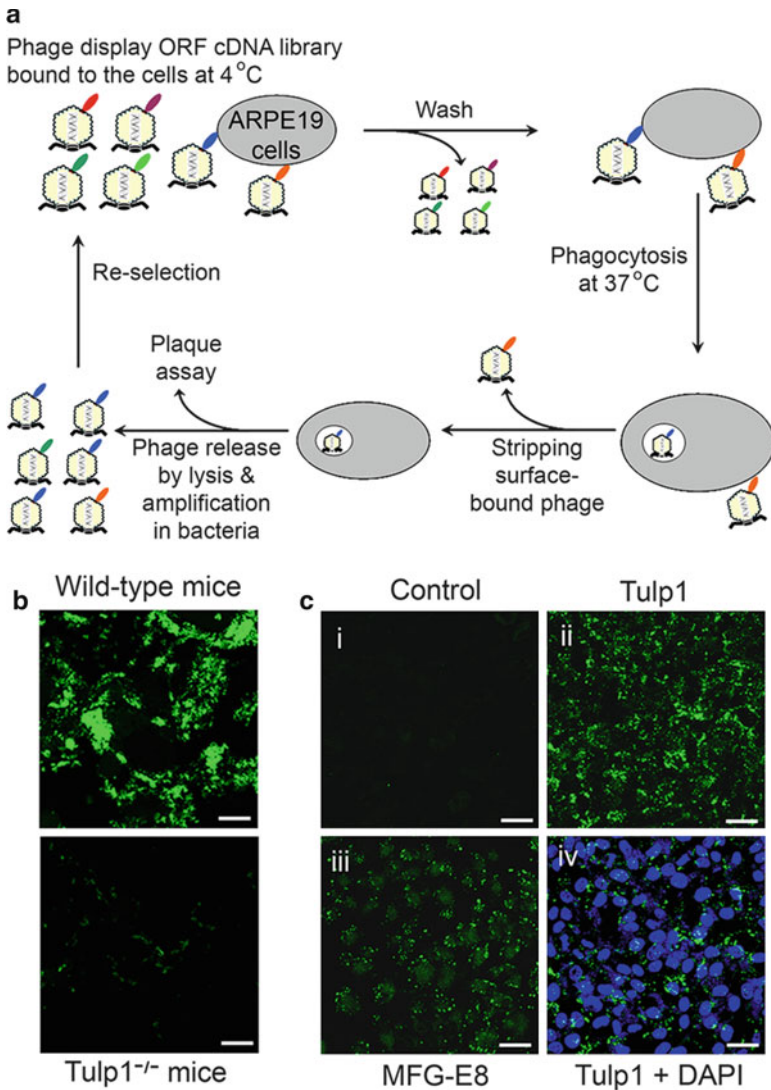 a
Phage display ORF cDNA library
bound to the cells at 4 °C
ARPE19
cells
Wash
Phagocytosis
at 37 °C
Re-selection
Plaque
assay
Phage release
by lysis &
amplification
in bacteria
Stripping
surface-
bound phage
b
Wild-type mice
Tulp1⁻/⁻ mice
c
Control
Tulp1
i
ii
iii
iv
MFG-E8
Tulp1 + DAPI